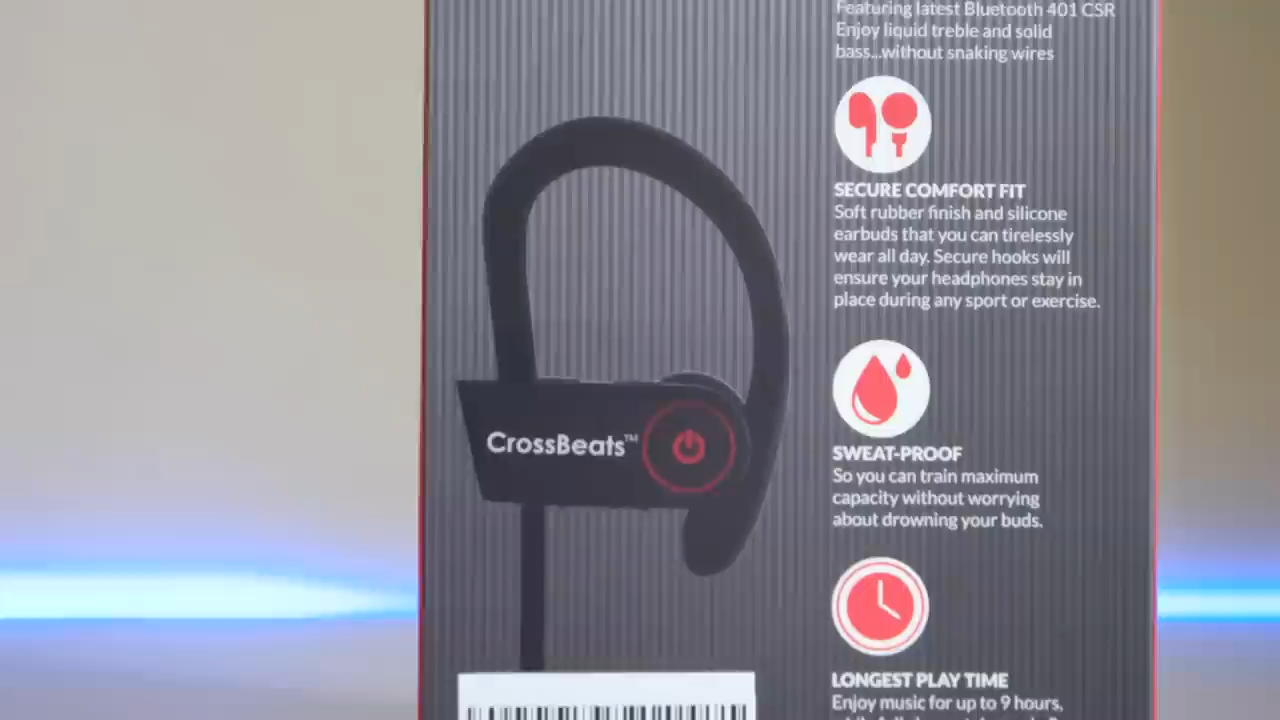 Featuring latest Bluetooth 401 CSR
Enjoy liquid treble and solid
bass...without snaking wires
SECURE COMFORT FIT
Soft rubber finish and silicone
earbuds that you can tirelessly
wear all day. Secure hooks will
ensure your headphones stay in
place during any sport or exercise.
CrossBeats™
SWEAT-PROOF
So you can train maximum
capacity without worrying
about drowning your buds.
LONGEST PLAY TIME
Enjoy music for up to 9 hours,